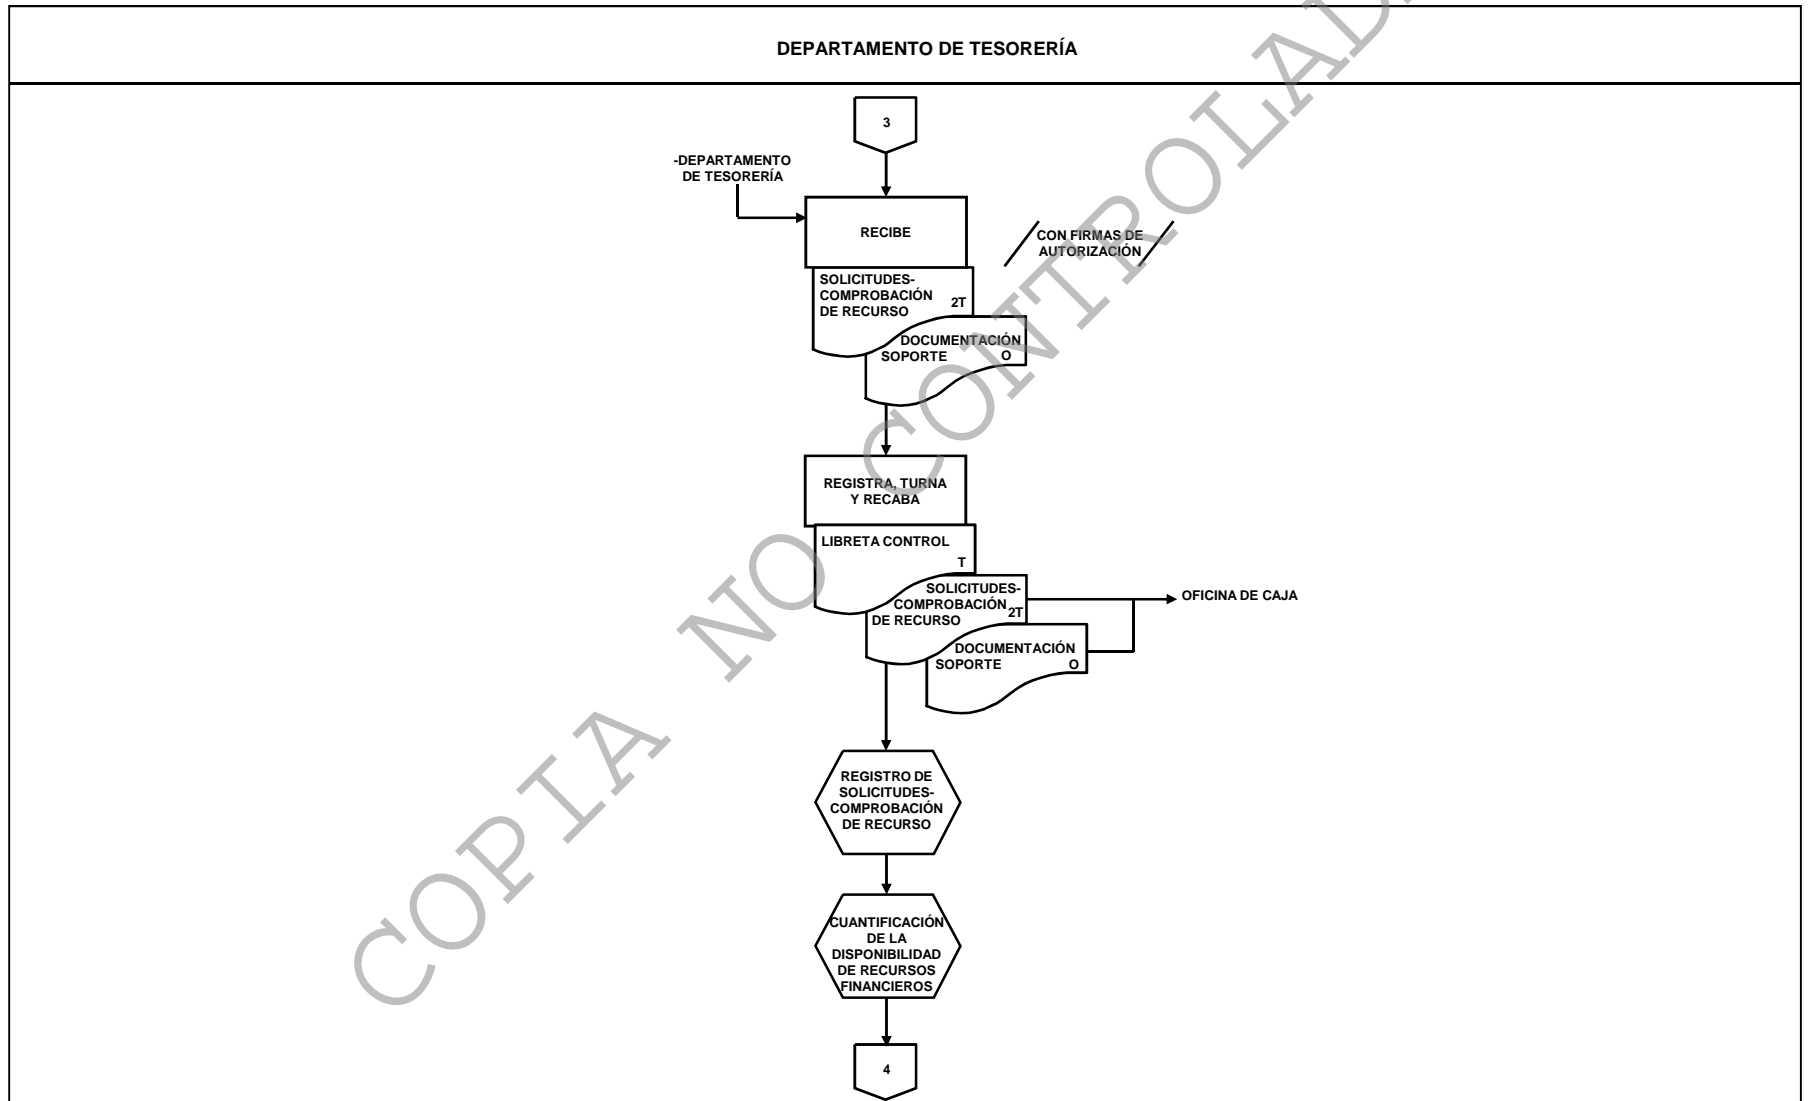 DEPARTAMENTO DE TESORERÍA
3
-DEPARTAMENTO
DE TESORERÍA
RECIBE
CON FIRMAS DE
AUTORIZACIÓN
SOLICITUDES-
COMPROBACIÓN
DE RECURSO
2T
DOCUMENTACIÓN
SOPORTE O
REGISTRA, TURNA
Y RECABA
LIBRETA CONTROL
T
SOLICITUDES-
COMPROBACIÓN
DE RECURSO
2T
OFICINA DE CAJA
DOCUMENTACIÓN
SOPORTE O
REGISTRO DE
SOLICITUDES-
COMPROBACIÓN
DE RECURSO
CUANTIFICACIÓN
DE LA
DISPONIBILIDAD
DE RECURSOS
FINANCIEROS
4
COPIA NO CONTROLAD